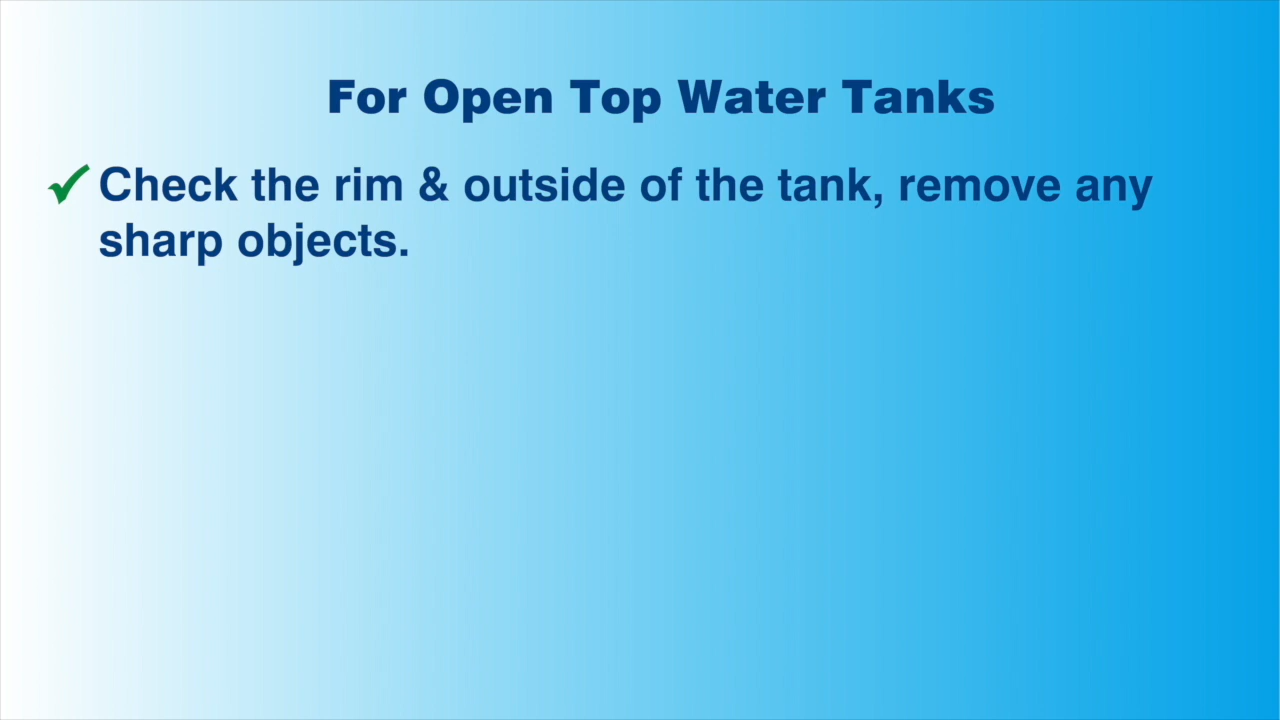 For Open Top Water Tanks
✓ Check the rim & outside of the tank, remove any
sharp objects.